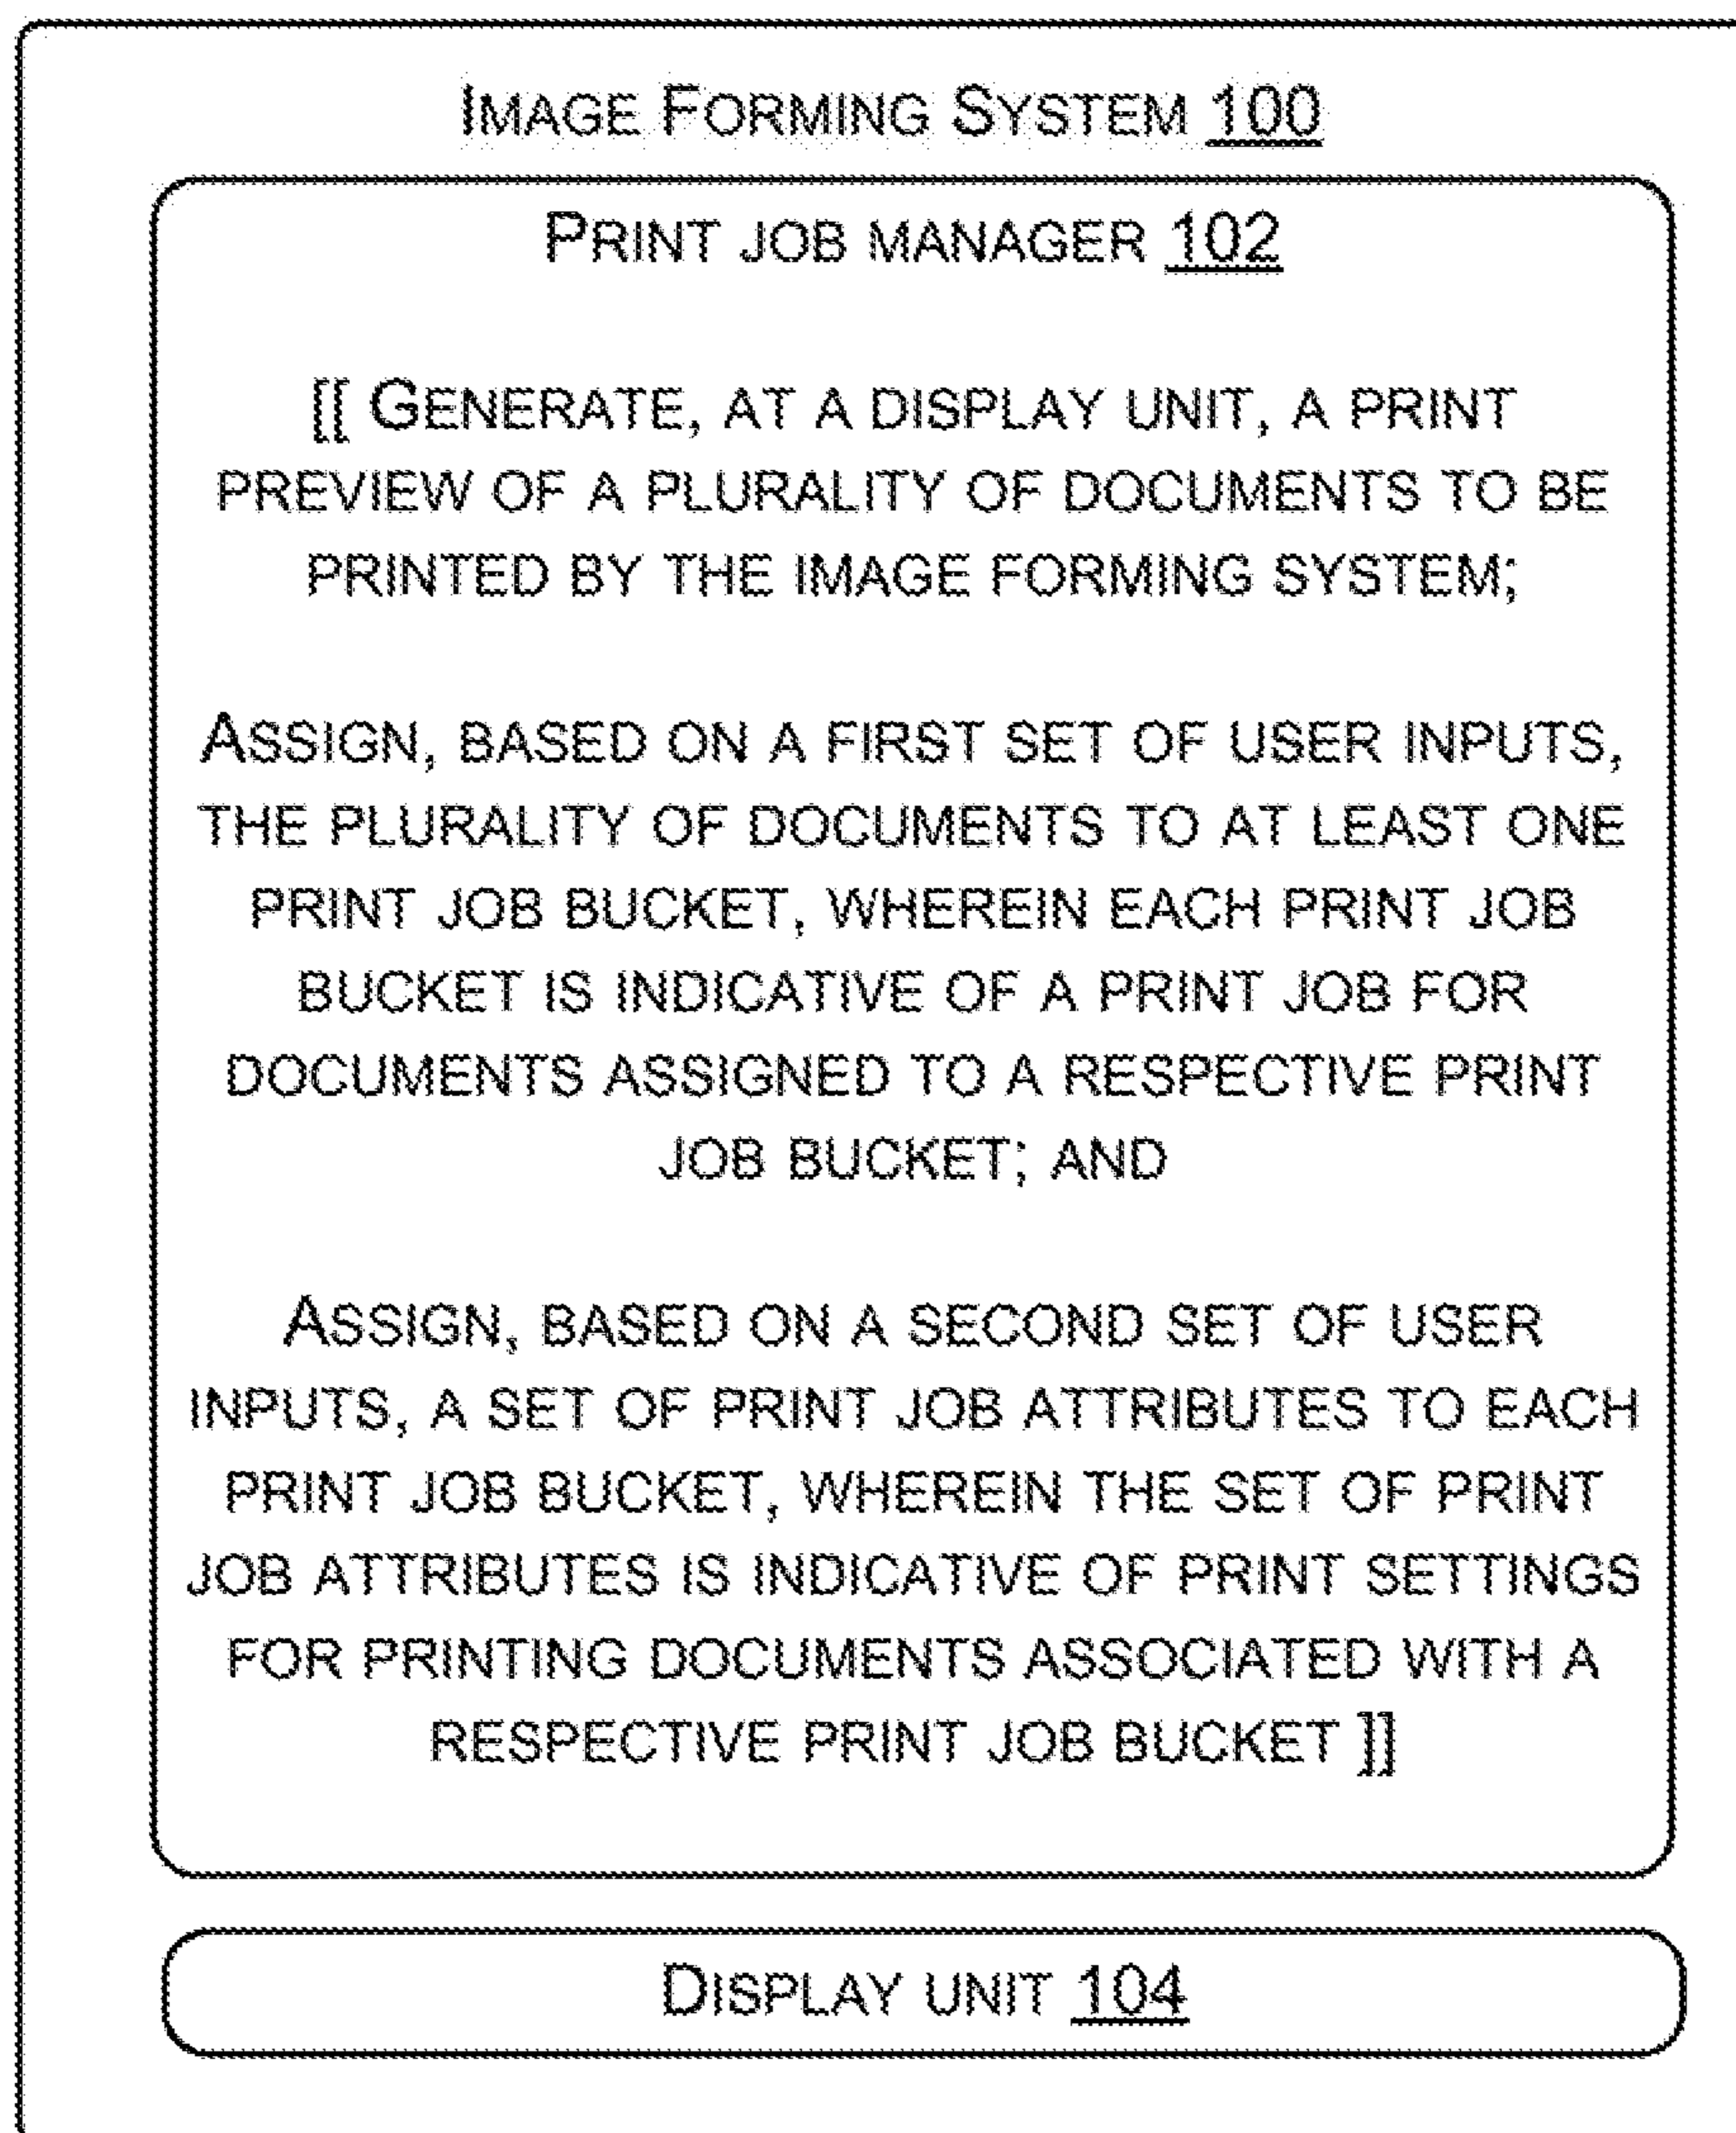 IMAGE FORMING SYSTEM 100
PRINT JOB MANAGER 102
[[ GENERATE, AT A DISPLAY UNIT, A PRINT
PREVIEW OF A PLURALITY OF DOCUMENTS TO BE
PRINTED BY THE IMAGE FORMING SYSTEM;
ASSIGN, BASED ON A FIRST SET OF USER INPUTS,
THE PLURALITY OF DOCUMENTS TO AT LEAST ONE
PRINT JOB BUCKET, WHEREIN EACH PRINT JOB
BUCKET IS INDICATIVE OF A PRINT JOB FOR
DOCUMENTS ASSIGNED TO A RESPECTIVE PRINT
JOB BUCKET; AND
ASSIGN, BASED ON A SECOND SET OF USER
INPUTS, A SET OF PRINT JOB ATTRIBUTES TO EACH
PRINT JOB BUCKET, WHEREIN THE SET OF PRINT
JOB ATTRIBUTES IS INDICATIVE OF PRINT SETTINGS
FOR PRINTING DOCUMENTS ASSOCIATED WITH A
RESPECTIVE PRINT JOB BUCKET ]]
DISPLAY UNIT 104